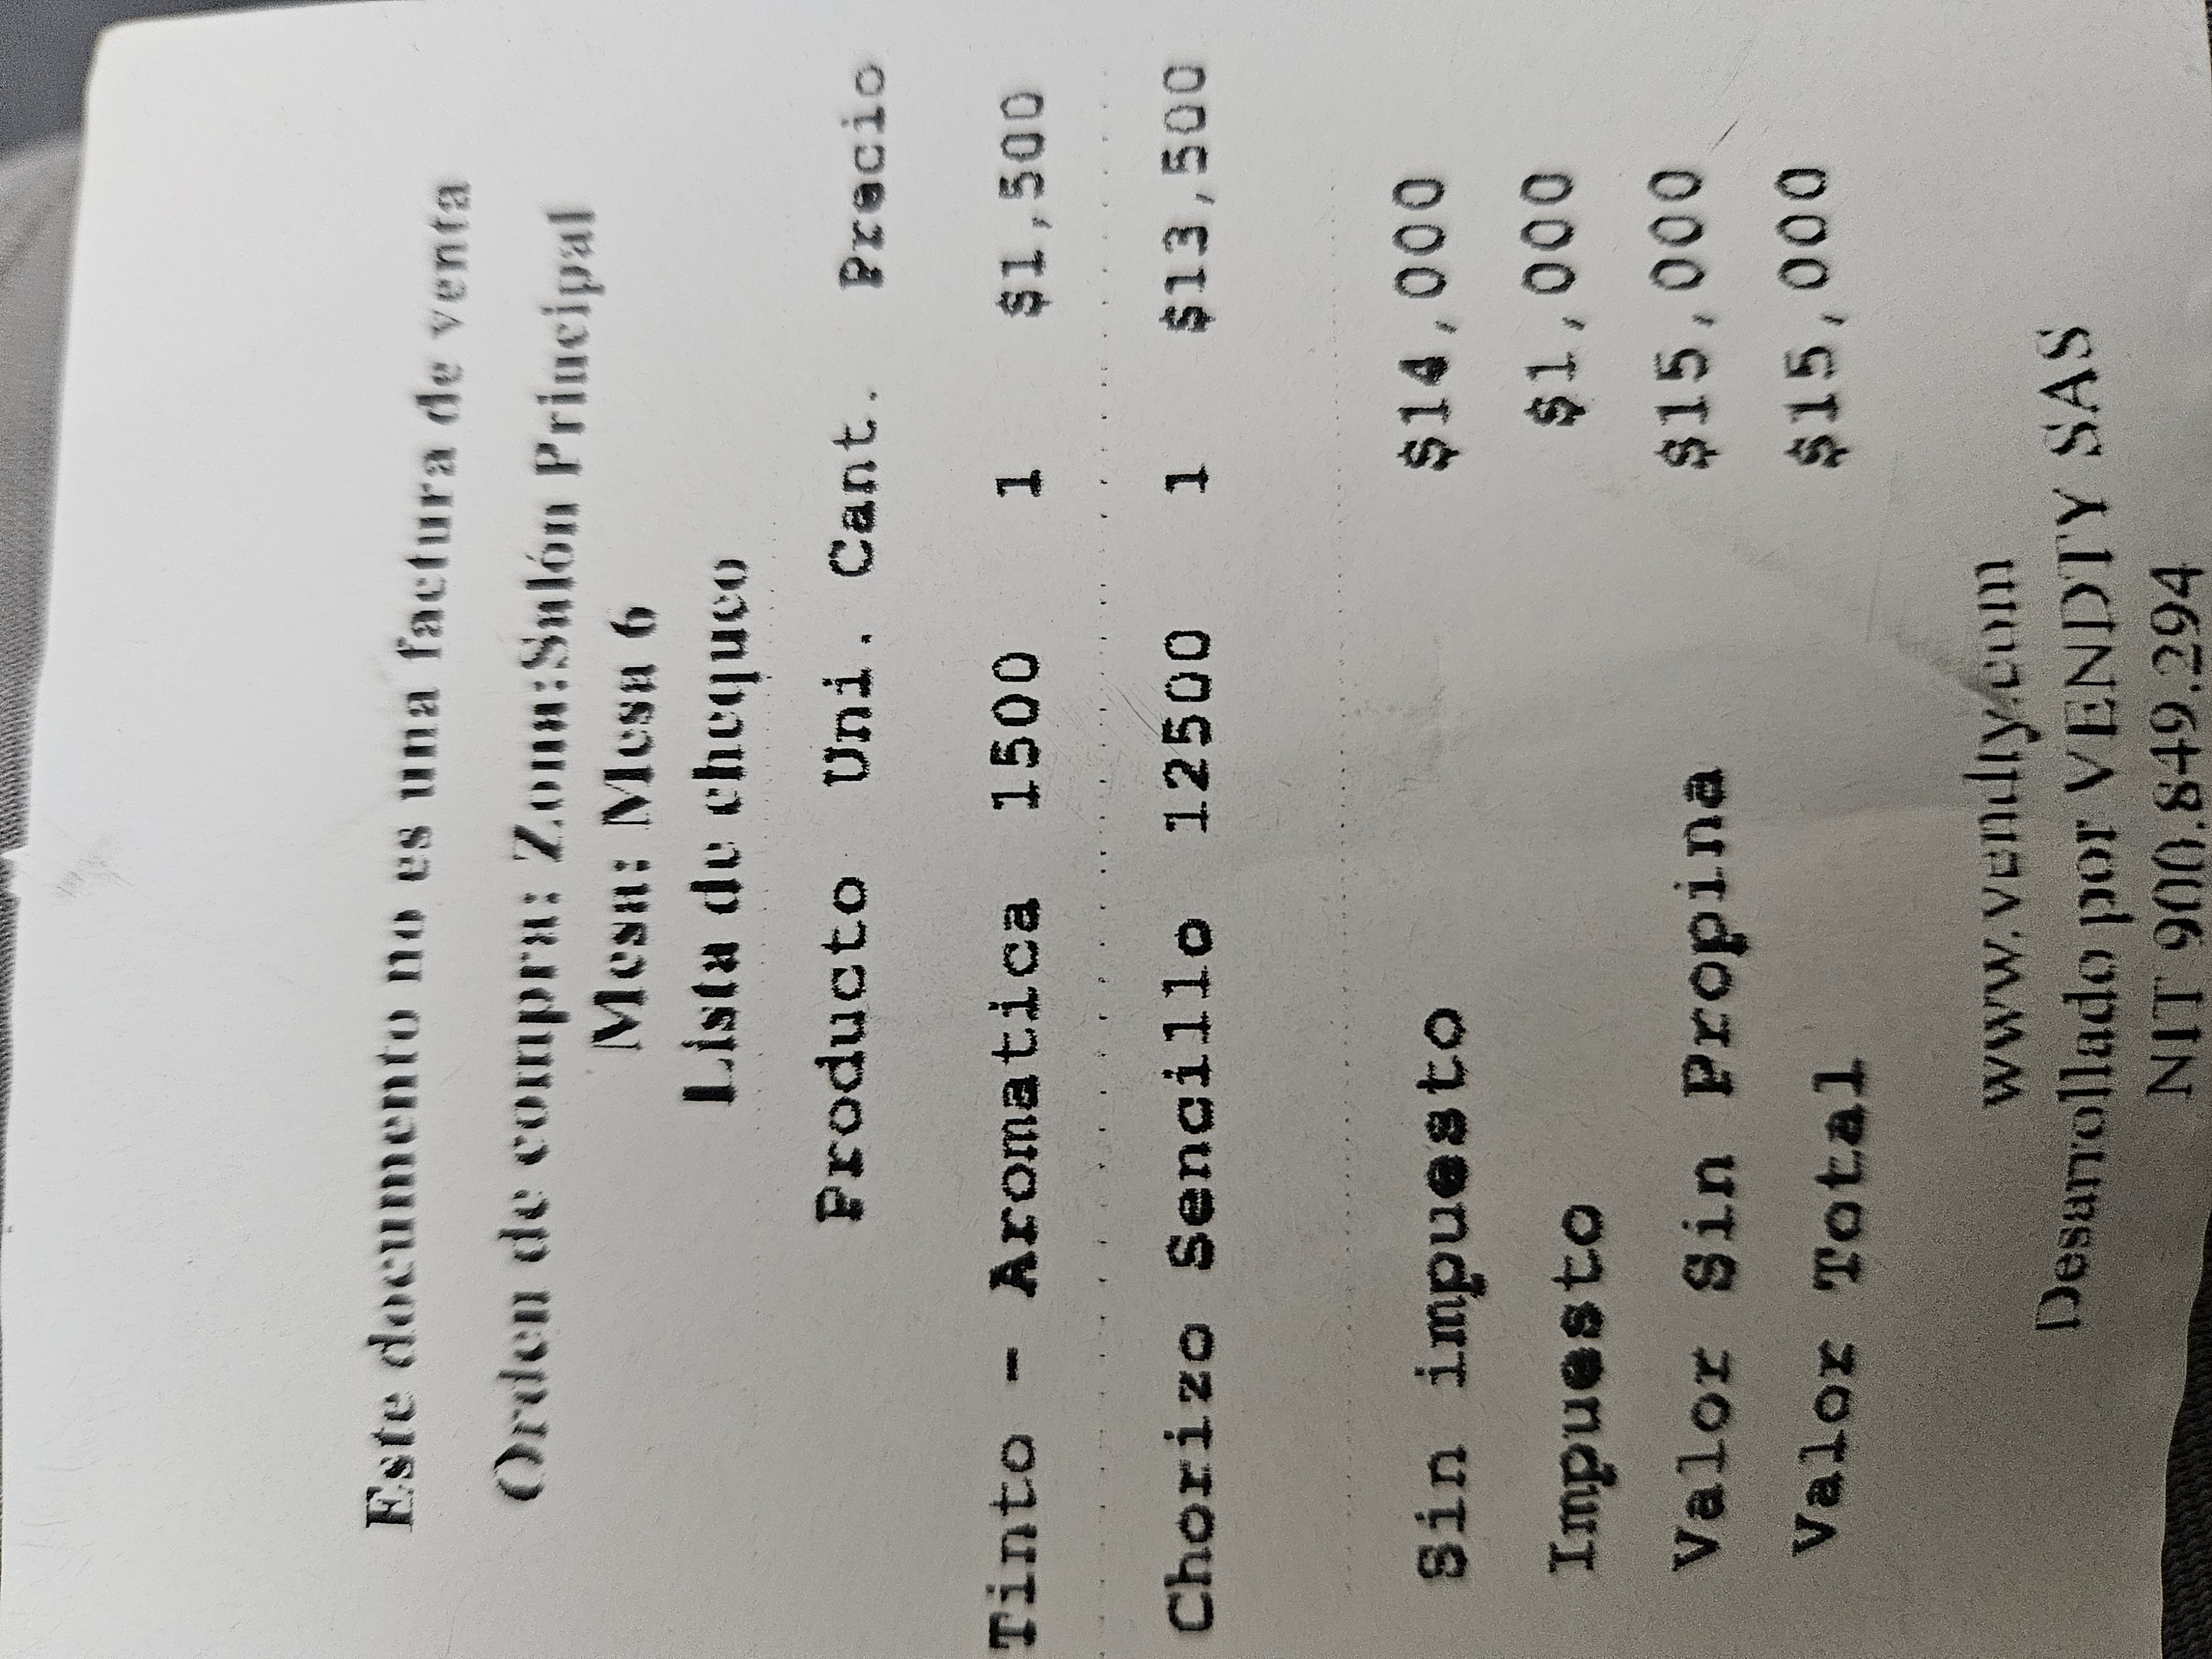 Este documento no es una factura de venta
Orden de compra: Zona:Salón Principal
Mesa: Mesa 6
Lista de chequeo
Producto Uni. Cant. Precio
Tinto - Aromatica 1500 1 $1,500
Chorizo Sencillo 12500 1 $13,500
Sin impuesto $14,000
Impuesto $1,000
Valor Sin Propina $15,000
Valor Total $15,000
www.vendty.com
Desarrollado por VENDTY SAS
NIT 900.849.294